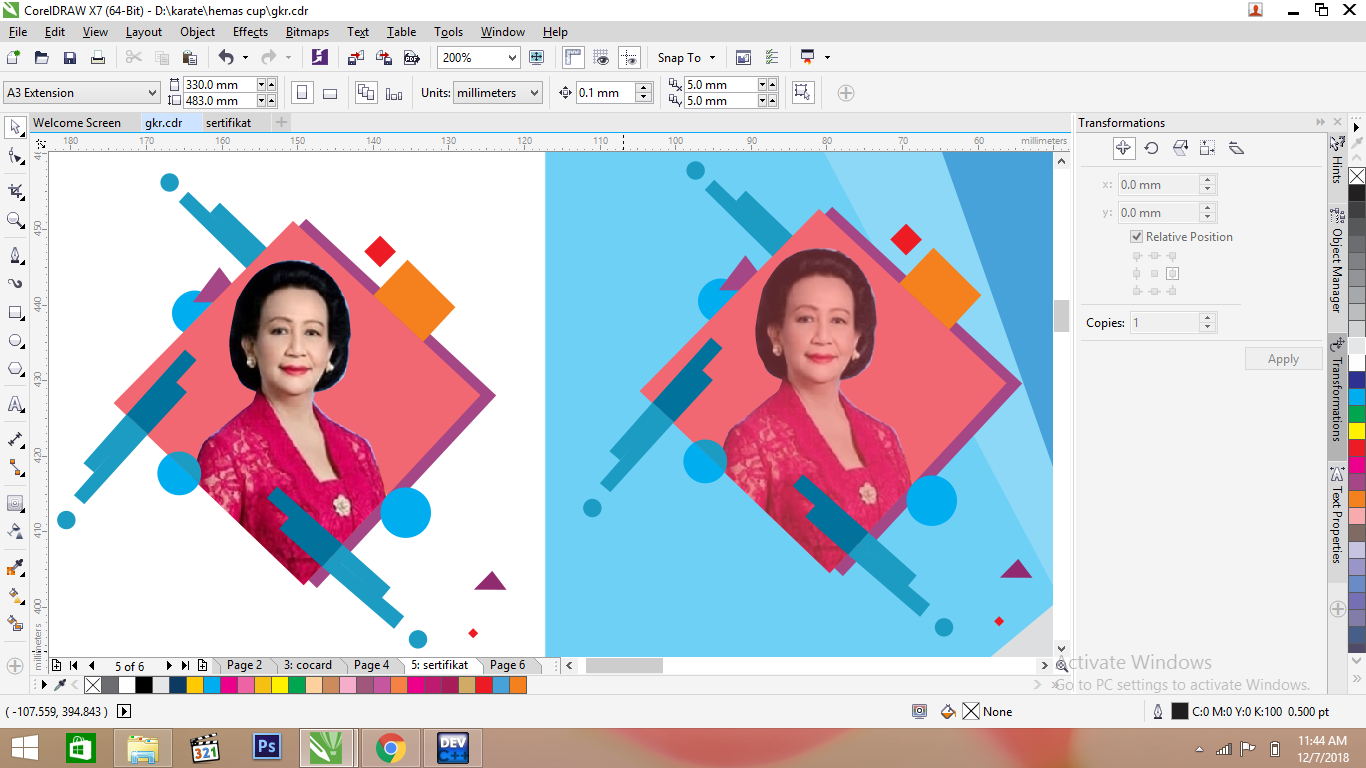 CorelDRAW X7 (64-Bit) - D:\karate\hemas cup\gkr.cdr
File Edit View Layout Object Effects Bitmaps Text Table Tools Window Help
200% Snap To
A3 Extension 330.0 mm 483.0 mm Units: millimeters 0.1 mm 5.0 mm 5.0 mm
Welcome Screen gkr.cdr sertifikat
Transformations
180 170 160 150 140 130 120 110 100 90 80 70 60 millimeters
450
440
430
420
410
400
millimeters
x: 0.0 mm
y: 0.0 mm
Relative Position
Copies: 1
Apply
Hints
Object Manager
Transformations
Text Properties
5 of 6 Page 2 3: cocard Page 4 5: sertifikat Page 6
Activate Windows
Go to PC settings to activate Windows.
( -107.559, 394.843 ) None C:0 M:0 Y:0 K:100 0.500 pt
321 Ps DEV C++
11:44 AM
12/7/2018